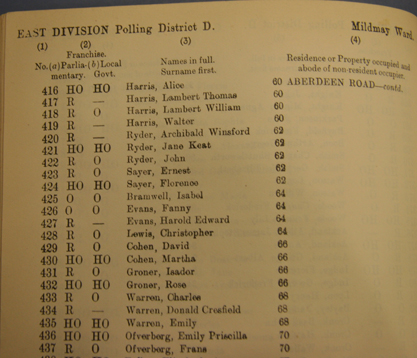 EAST DIVISION Polling District D. Mildmay Ward.
(1) (2) (3) (4)
Franchise.
No. (a) Parlia- (b) Local Names in full. Residence or Property occupied and
mentary. Govt. Surname first. abode of non-resident occupier.
416 HO HO Harris, Alice 60 ABERDEEN ROAD—contd.
417 R — Harris, Lambert Thomas 60
418 R O Harris, Lambert William 60
419 R — Harris, Walter 60
420 R — Ryder, Archibald Winsford 62
421 HO HO Ryder, Jane Keat 62
422 R O Ryder, John 62
423 R O Sayer, Ernest 62
424 HO HO Sayer, Florence 62
425 O O Bramwell, Isabel 64
426 O O Evans, Fanny 64
427 R — Evans, Harold Edward 64
428 R O Lewis, Christopher 64
429 R O Cohen, David 66
430 HO HO Cohen, Martha 66
431 R O Groner, Isador 66
432 HO HO Groner, Rose 66
433 R O Warren, Charles 68
434 R — Warren, Donald Crosfield 68
435 HO HO Warren, Emily 68
436 HO HO Ofverberg, Emily Priscilla 70
437 R O Ofverberg, Frans 70